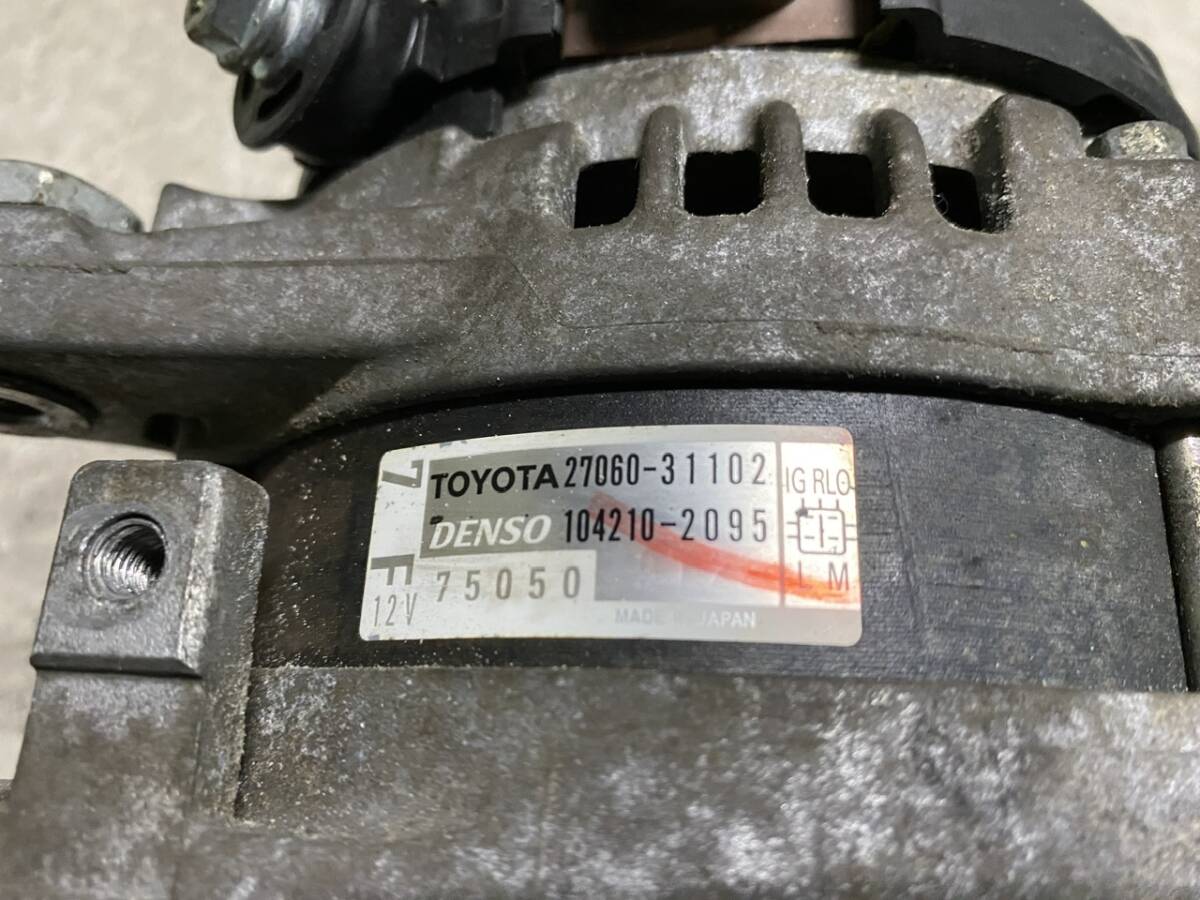 TOYOTA 27060-31102
DENSO 104210-2095
75050
12V
MADE IN JAPAN
IG RLO
L M
7